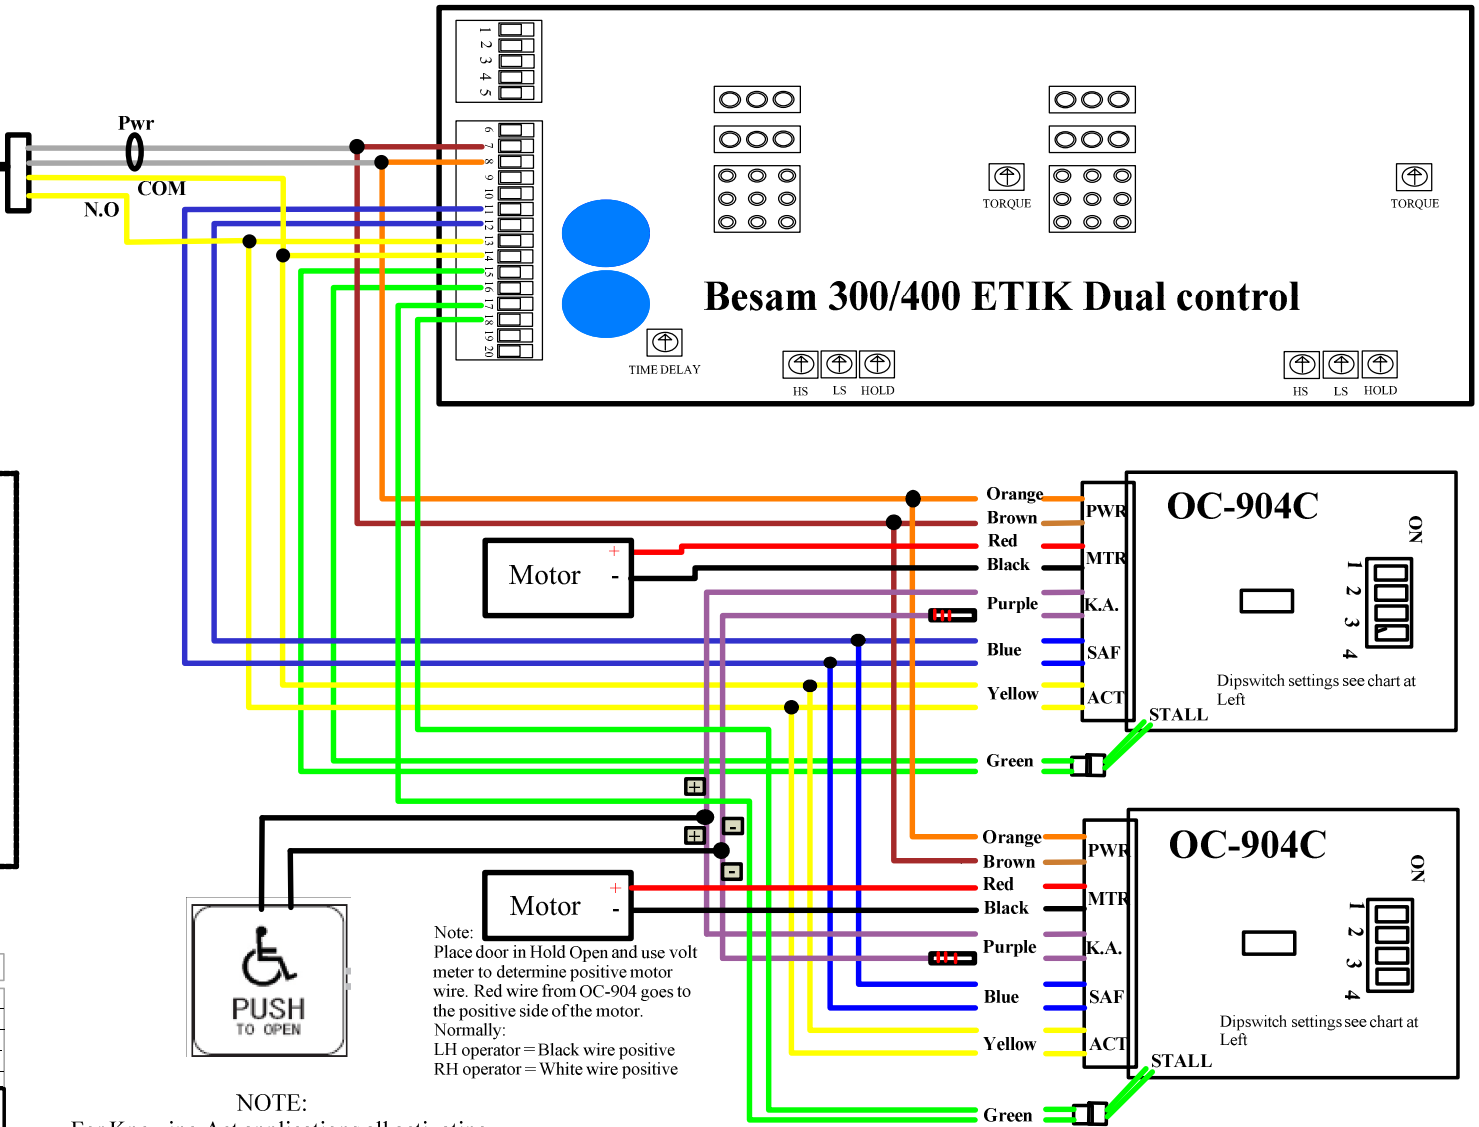 1
2
3
4
5
6
7
8
9
10
11
12
13
14
15
16
17
18
19
20
Pwr
COM
N.O
TORQUE
TORQUE
Besam 300/400 ETIK Dual control
TIME DELAY
HS LS HOLD
HS LS HOLD
Orange
Brown
Red
Black
Purple
Blue
Yellow
Green
PWR
MTR
K.A.
SAF
ACT
OC-904C
ON
1
2
3
4
Dipswitch settings see chart at
Left
STALL
Motor
+
-
+
-
+
-
Orange
Brown
Red
Black
Purple
Blue
Yellow
Green
PWR
MTR
K.A.
SAF
ACT
OC-904C
ON
1
2
3
4
Dipswitch settings see chart at
Left
STALL
Motor
+
-
PUSH
TO OPEN
Note:
Place door in Hold Open and use volt
meter to determine positive motor
wire. Red wire from OC-904 goes to
the positive side of the motor.
Normally:
LH operator = Black wire positive
RH operator = White wire positive
NOTE:
For Knowing Act applications all activating